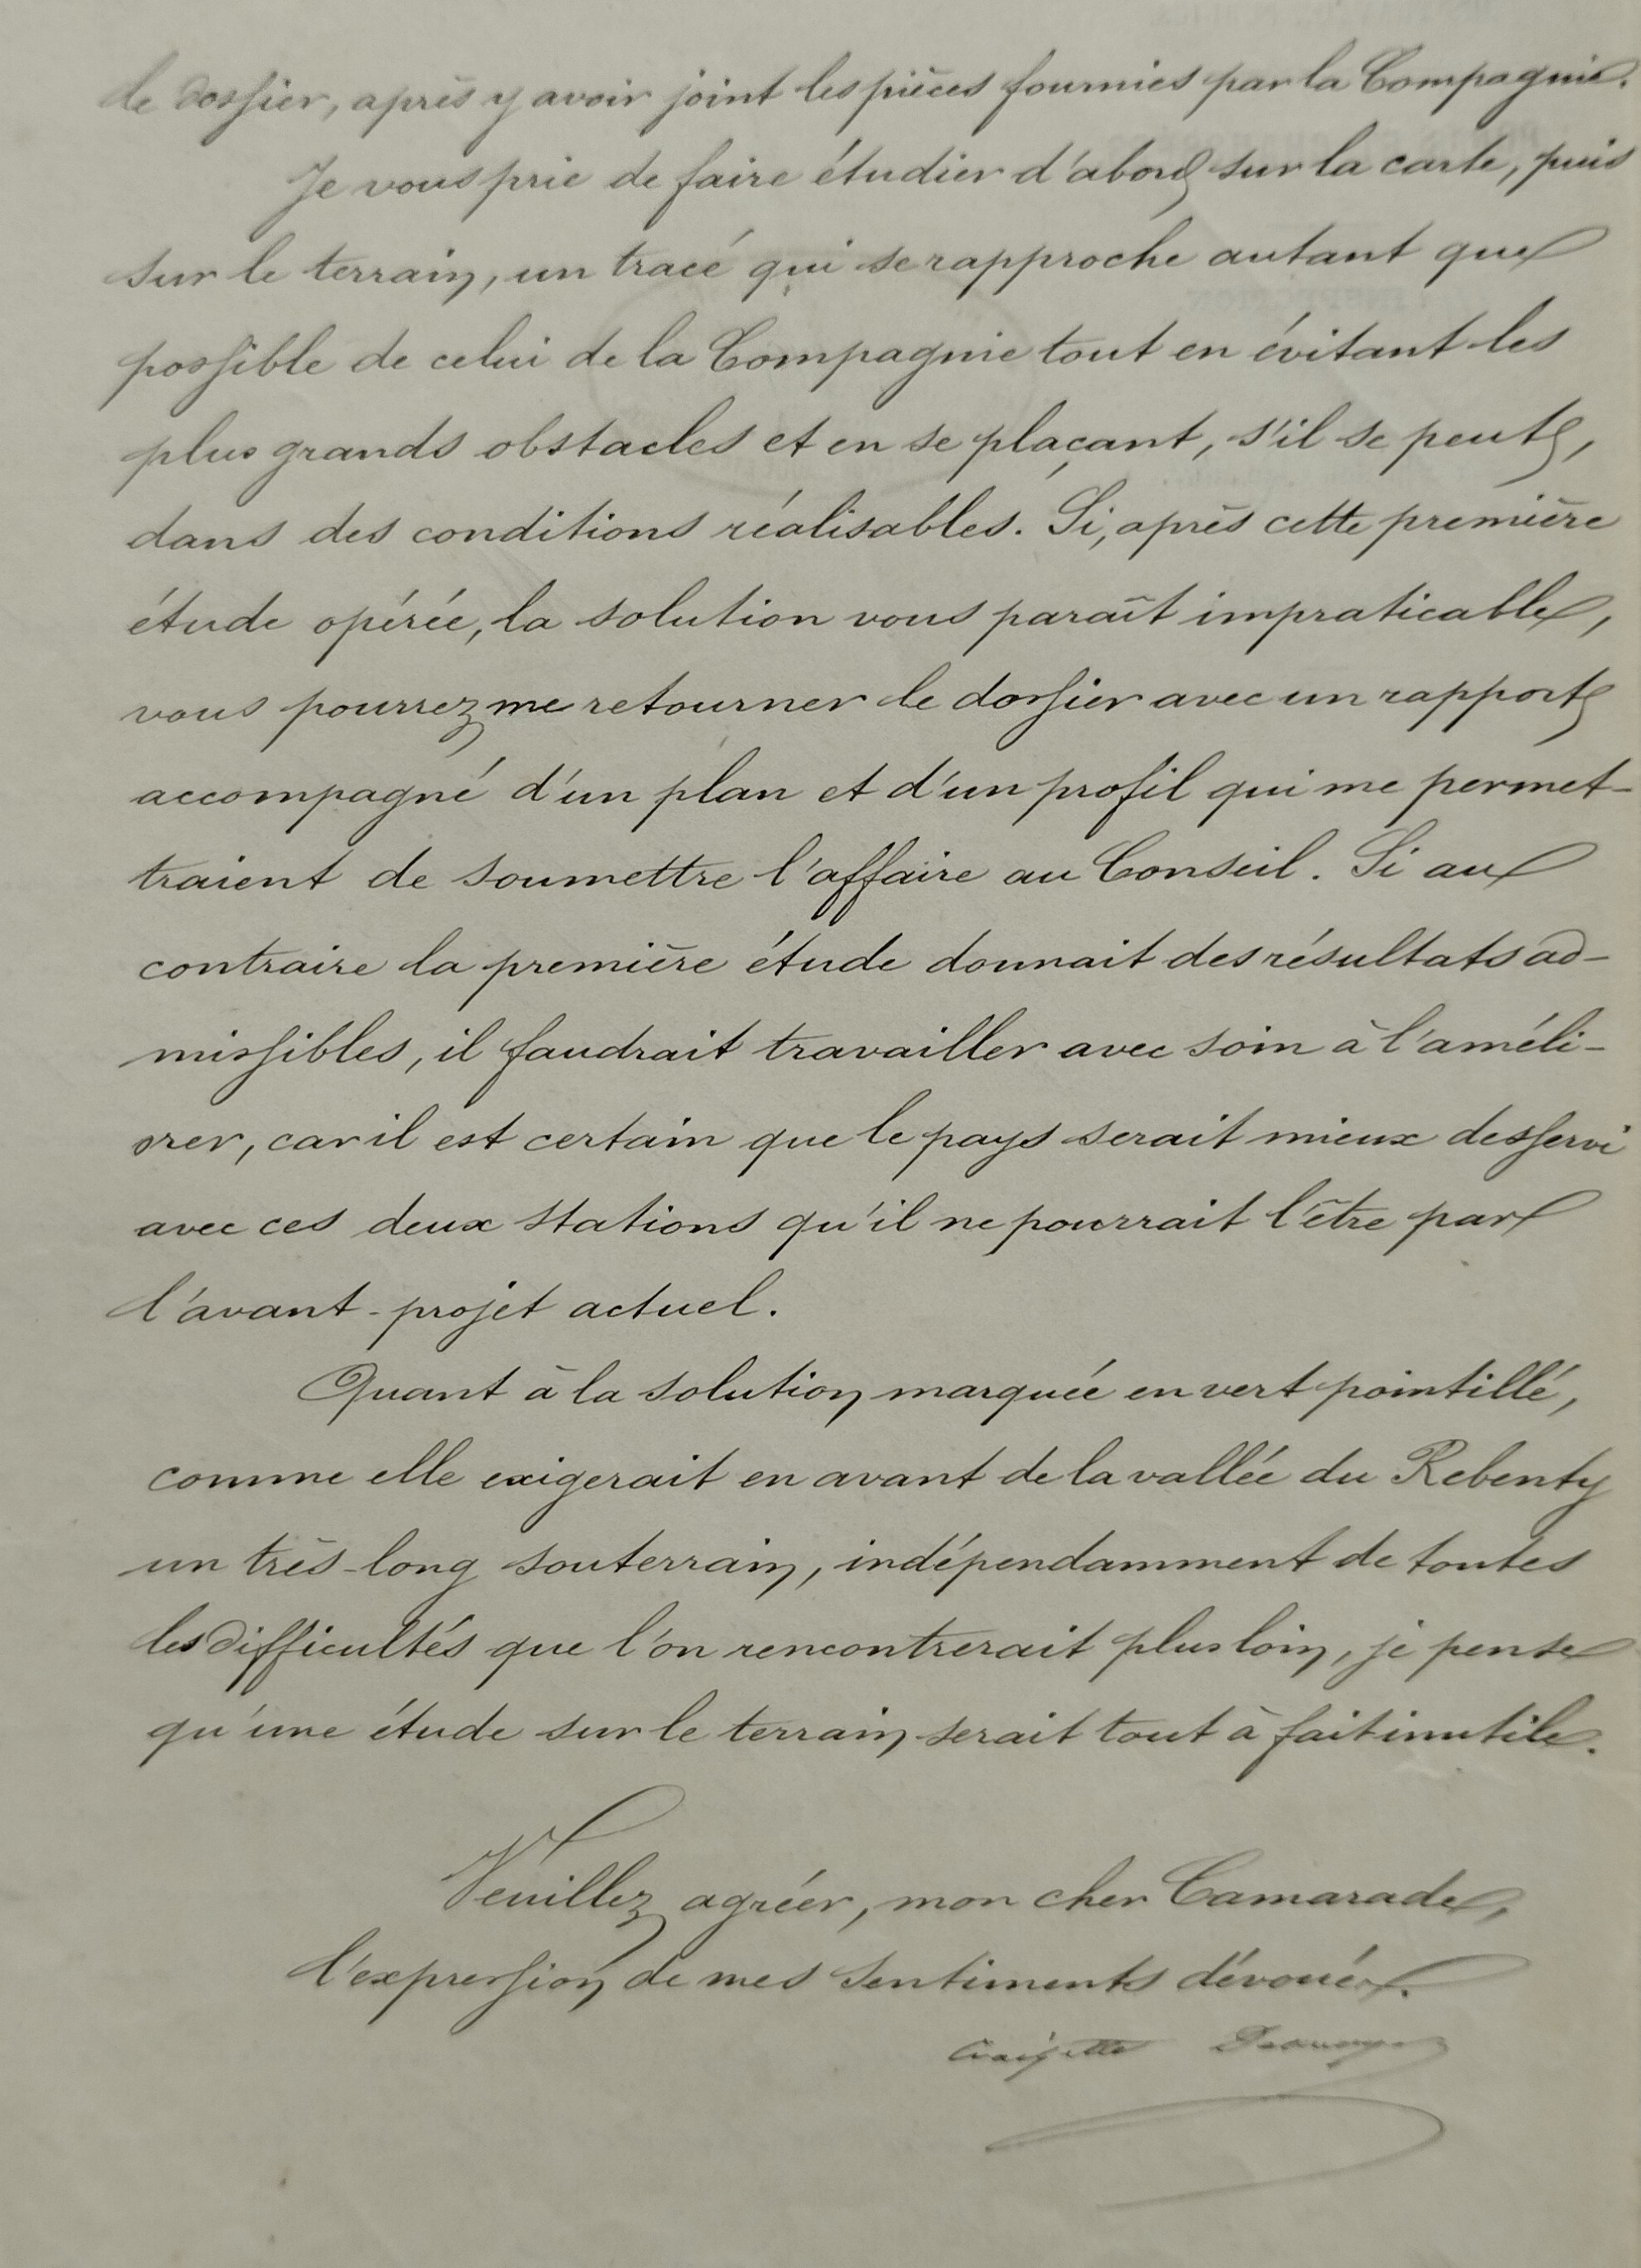 le dossier, après y avoir joint les pièces fournies par la Compagnie.
Je vous prie de faire étudier d'abord sur la carte, puis
sur le terrain, un tracé qui se rapproche autant que
possible de celui de la Compagnie tout en évitant les
plus grands obstacles et en se plaçant, s'il se peut,
dans des conditions réalisables. Si, après cette première
étude opérée, la solution vous paraît impraticable,
vous pourrez me retourner le dossier avec un rapport
accompagné d'un plan et d'un profil qui me permet-
traient de soumettre l'affaire au Conseil. Si au
contraire la première étude donnait des résultats ad-
missibles, il faudrait travailler avec soin à l'améli-
orer, car il est certain que le pays serait mieux desservi
avec ces deux stations qu'il ne pourrait l'être par
l'avant-projet actuel.
Quant à la solution marquée en vert pointillé,
comme elle exigerait en avant de la vallée du Rebenty
un très-long souterrain, indépendamment de toutes
les difficultés que l'on rencontrerait plus loin, je pense
qu'une étude sur le terrain serait tout à fait inutile.
Veuillez agréer, mon cher Camarade,
l'expression de mes sentiments dévoués.